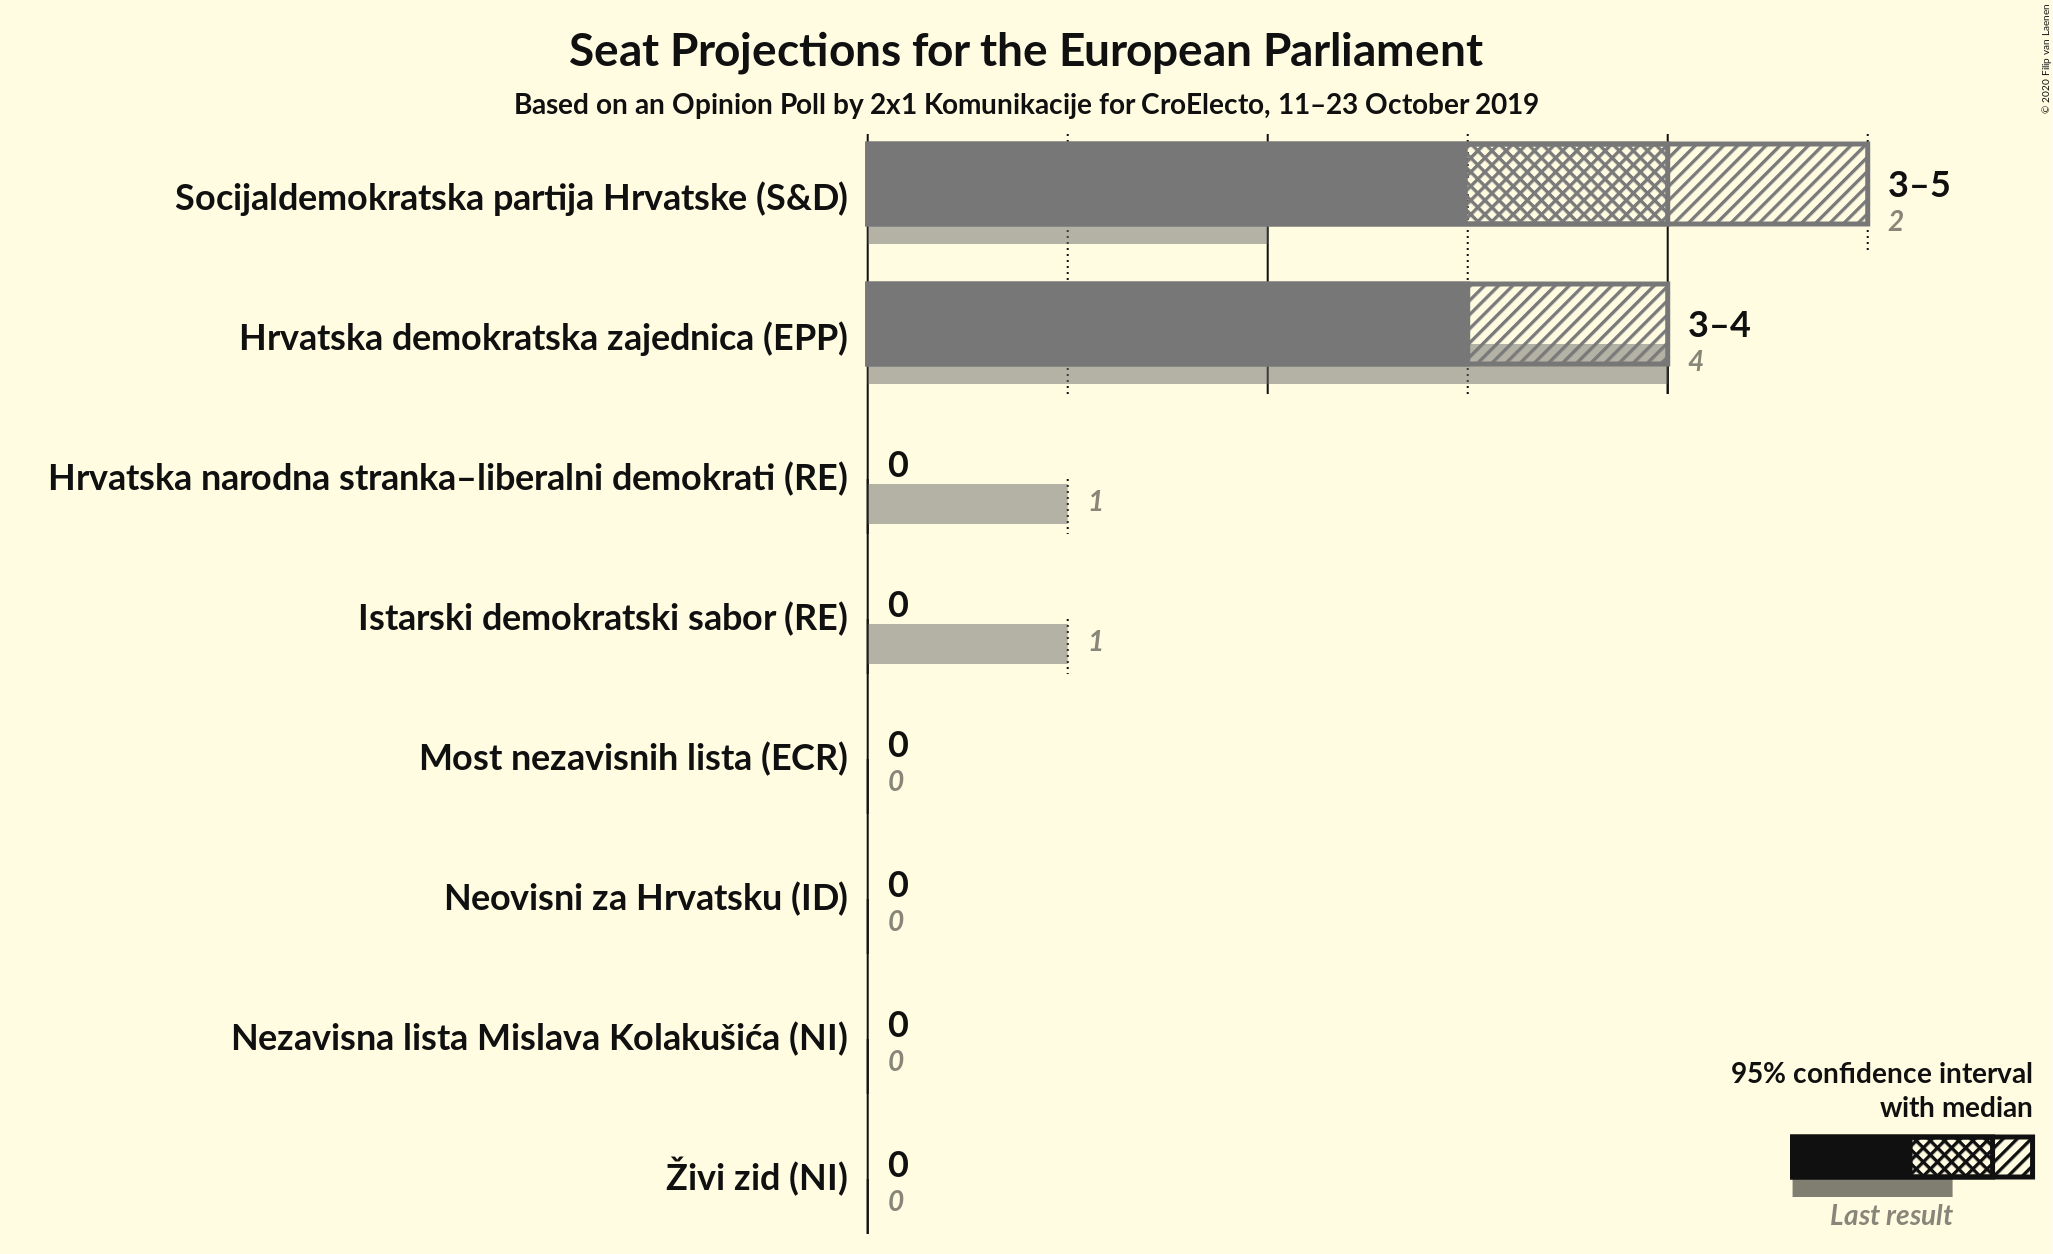 Seat Projections for the European Parliament
Based on an Opinion Poll by 2x1 Komunikacije for CroElecto, 11–23 October 2019
© 2020 Filip van Laenen
Socijaldemokratska partija Hrvatske (S&D)
3–5
2
Hrvatska demokratska zajednica (EPP)
3–4
4
Hrvatska narodna stranka–liberalni demokrati (RE)
0
1
Istarski demokratski sabor (RE)
0
1
Most nezavisnih lista (ECR)
0
0
Neovisni za Hrvatsku (ID)
0
0
Nezavisna lista Mislava Kolakušića (NI)
0
0
Živi zid (NI)
0
0
95% confidence interval
with median
Last result